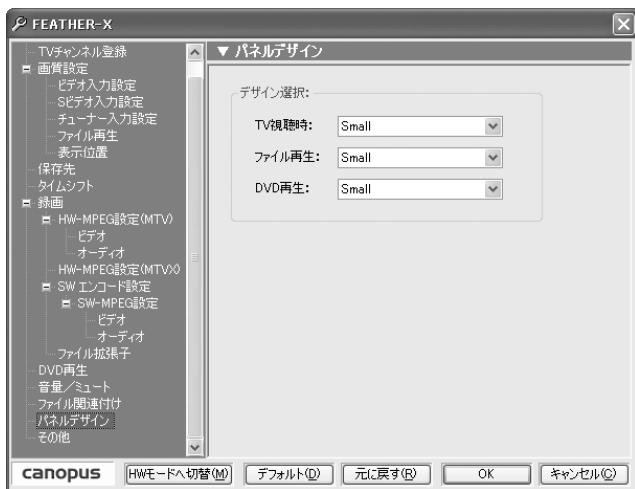 FEATHER-X
TVチャンネル登録
画質設定
ビデオ入力設定
Sビデオ入力設定
チューナー入力設定
ファイル再生
表示位置
保存先
タイムシフト
録画
HW-MPEG設定(MTV)
ビデオ
オーディオ
HW-MPEG設定(MTVX)
SW エンコード設定
SW-MPEG設定
ビデオ
オーディオ
ファイル拡張子
DVD再生
音量／ミュート
ファイル関連付け
パネルデザイン
その他
▼ パネルデザイン
デザイン選択:
TV視聴時: Small
ファイル再生: Small
DVD再生: Small
canopus HWモードへ切替(M) デフォルト(D) 元に戻す(R) OK キャンセル(C)